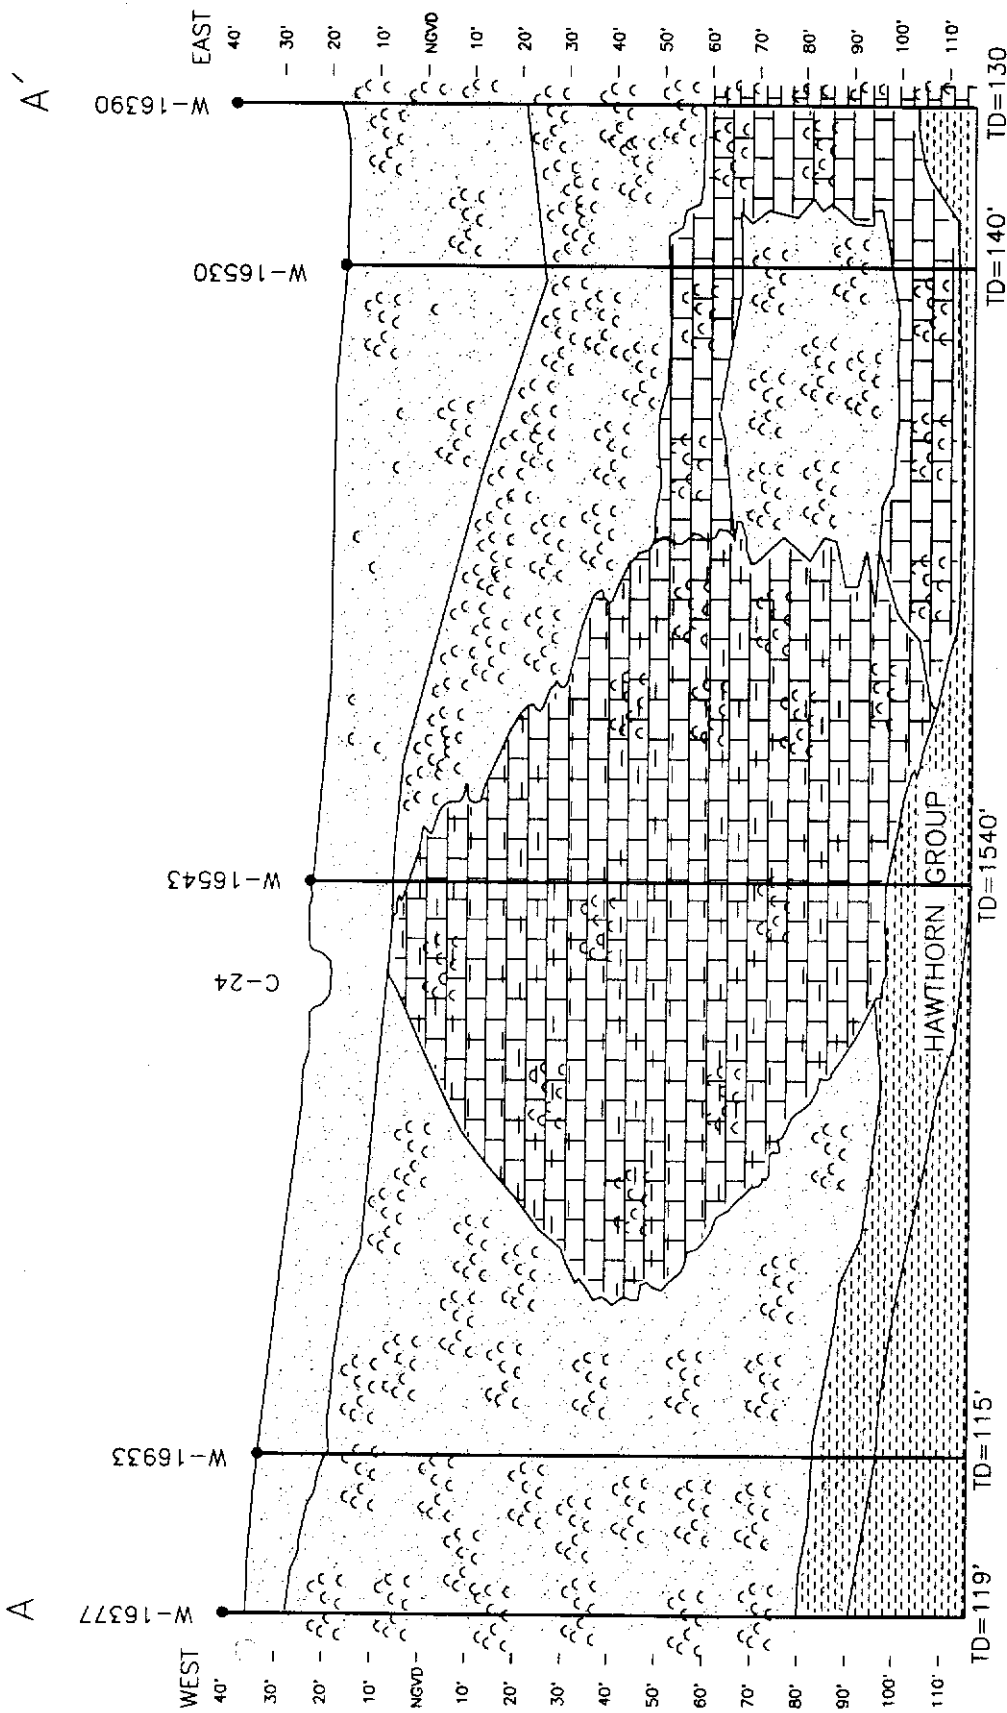 A
A´
WEST
EAST
W-16377
W-16933
C-24
W-16543
W-16530
W-16390
40'
30'
20'
10'
NGVD
10'
20'
30'
40'
50'
60'
70'
80'
90'
100'
110'
40'
30'
20'
10'
NGVD
10'
20'
30'
40'
50'
60'
70'
80'
90'
100'
110'
HAWTHORN GROUP
TD=119'
TD=115'
TD=1540'
TD=140'
TD=130